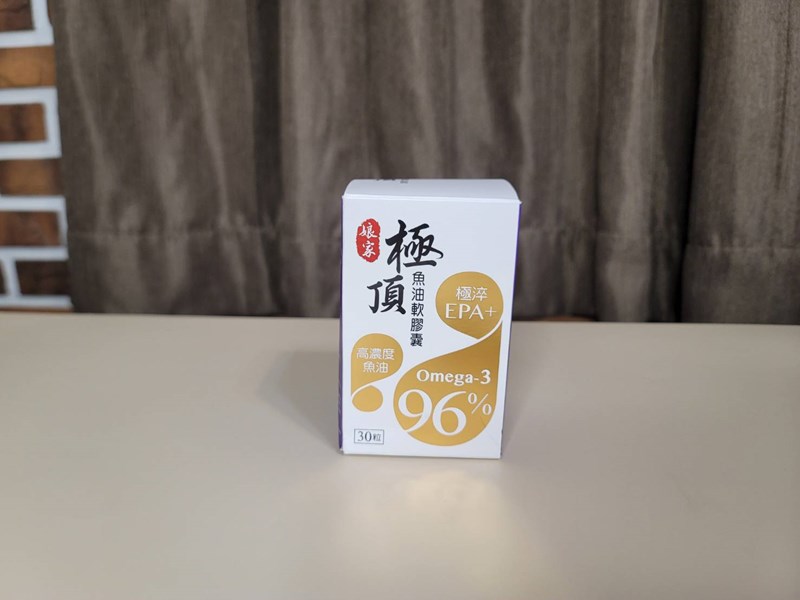 娘家
極頂
魚油軟膠囊
極淬
EPA+
高濃度
魚油
Omega-3
96%
30粒